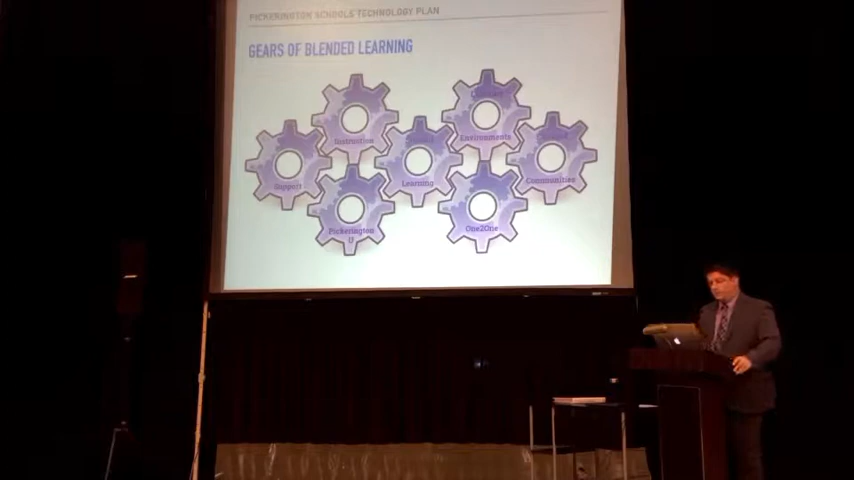 PICKERINGTON SCHOOLS TECHNOLOGY PLAN
GEARS OF BLENDED LEARNING
Instruction
Environments
Support
Learning
Communities
Pickerington
U
One2One